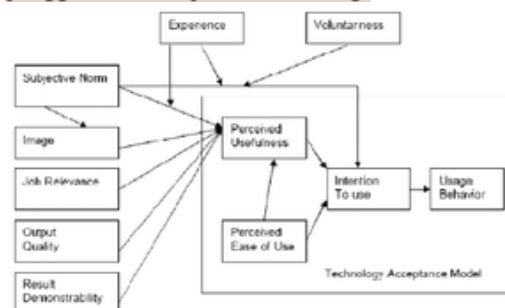 Experience
Voluntariness
Subjective Norm
Image
Job Relevance
Output
Quality
Result
Demonstrability
Perceived
Usefulness
Perceived
Ease of Use
Intention
To use
Usage
Behavior
Technology Acceptance Model